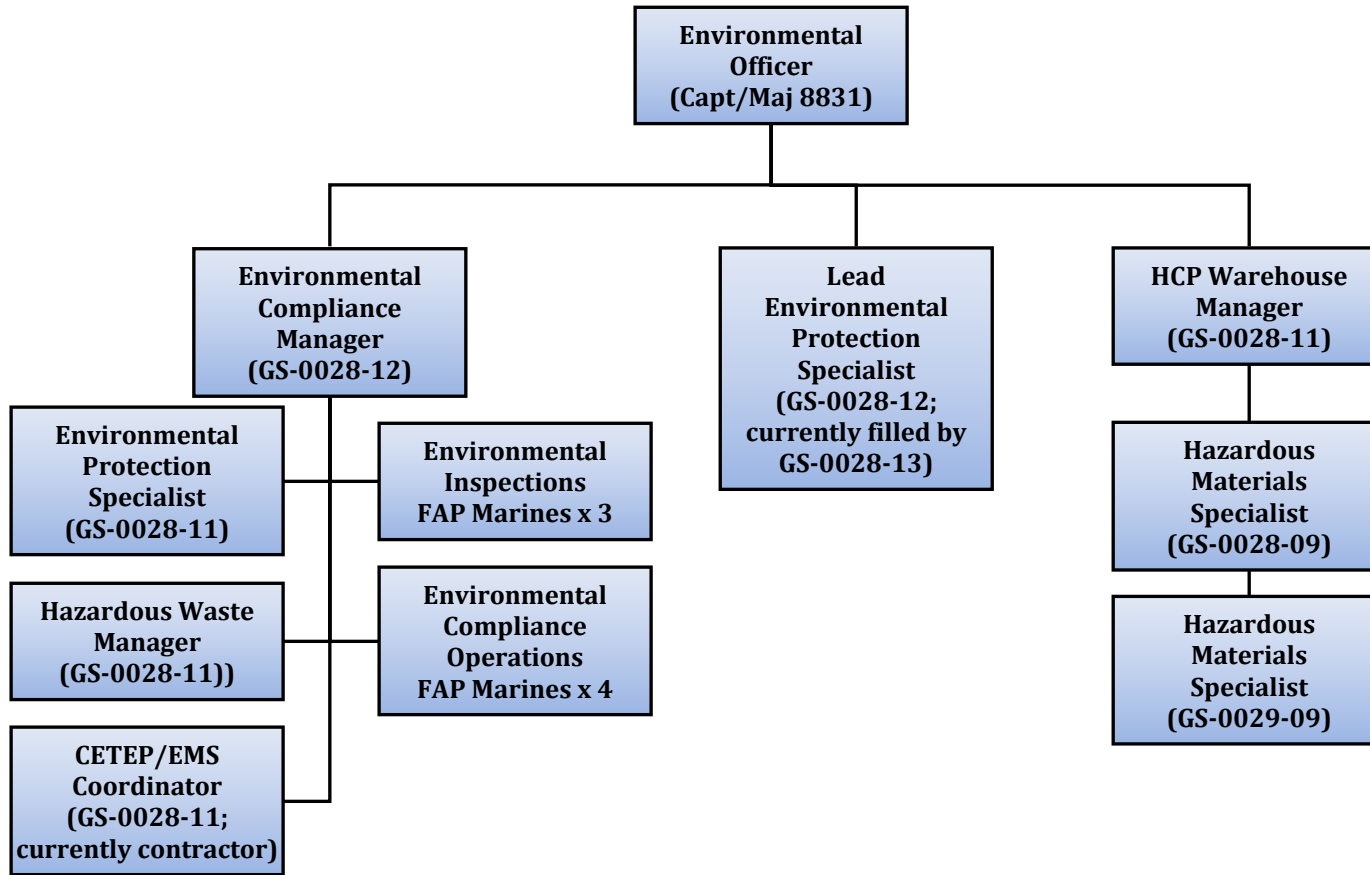 Environmental
Officer
(Capt/Maj 8831)
Environmental
Compliance
Manager
(GS-0028-12)
Lead
Environmental
Protection
Specialist
(GS-0028-12;
currently filled by
GS-0028-13)
HCP Warehouse
Manager
(GS-0028-11)
Environmental
Protection
Specialist
(GS-0028-11)
Environmental
Inspections
FAP Marines x 3
Hazardous
Materials
Specialist
(GS-0028-09)
Hazardous Waste
Manager
(GS-0028-11))
Environmental
Compliance
Operations
FAP Marines x 4
Hazardous
Materials
Specialist
(GS-0029-09)
CETEP/EMS
Coordinator
(GS-0028-11;
currently contractor)